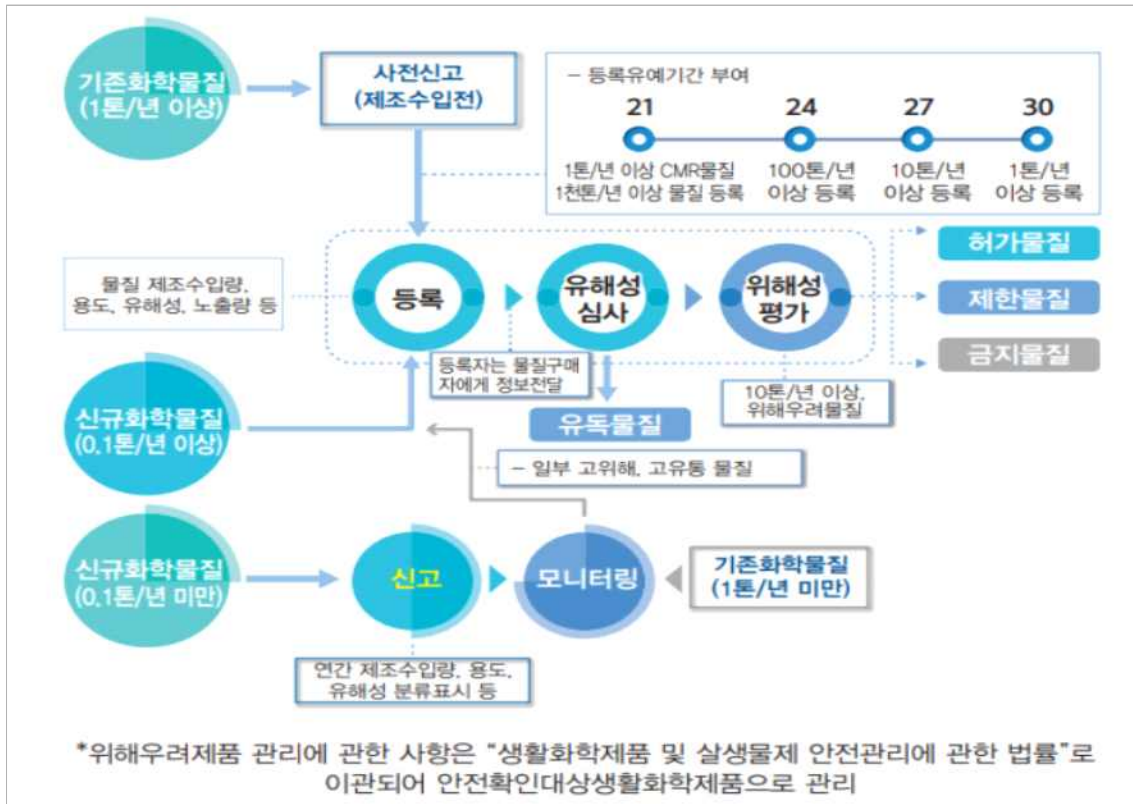 기존화학물질
(1톤/년 이상)
사전신고
(제조수입전)
– 등록유예기간 부여
21
24
27
30
1톤/년 이상 CMR물질
1천톤/년 이상 물질 등록
100톤/년
이상 등록
10톤/년
이상 등록
1톤/년
이상 등록
물질 제조수입량,
용도, 유해성, 노출량 등
등록
유해성
심사
위해성
평가
허가물질
제한물질
금지물질
등록자는 물질구매
자에게 정보전달
10톤/년 이상,
위해우려물질
유독물질
신규화학물질
(0.1톤/년 이상)
– 일부 고위해, 고유통 물질
신규화학물질
(0.1톤/년 미만)
신고
모니터링
기존화학물질
(1톤/년 미만)
연간 제조수입량, 용도,
유해성 분류표시 등
*위해우려제품 관리에 관한 사항은 “생활화학제품 및 살생물제 안전관리에 관한 법률”로
이관되어 안전확인대상생활화학제품으로 관리